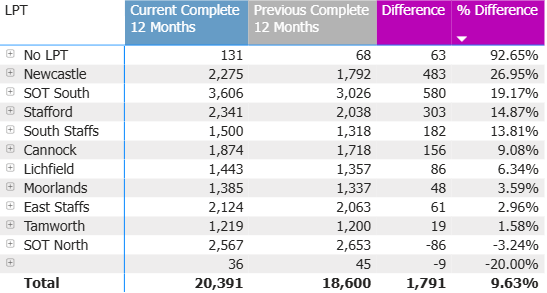 LPT Current Complete 12 Months Previous Complete 12 Months Difference % Difference
No LPT 131 68 63 92.65%
Newcastle 2,275 1,792 483 26.95%
SOT South 3,606 3,026 580 19.17%
Stafford 2,341 2,038 303 14.87%
South Staffs 1,500 1,318 182 13.81%
Cannock 1,874 1,718 156 9.08%
Lichfield 1,443 1,357 86 6.34%
Moorlands 1,385 1,337 48 3.59%
East Staffs 2,124 2,063 61 2.96%
Tamworth 1,219 1,200 19 1.58%
SOT North 2,567 2,653 -86 -3.24%
36 45 -9 -20.00%
Total 20,391 18,600 1,791 9.63%